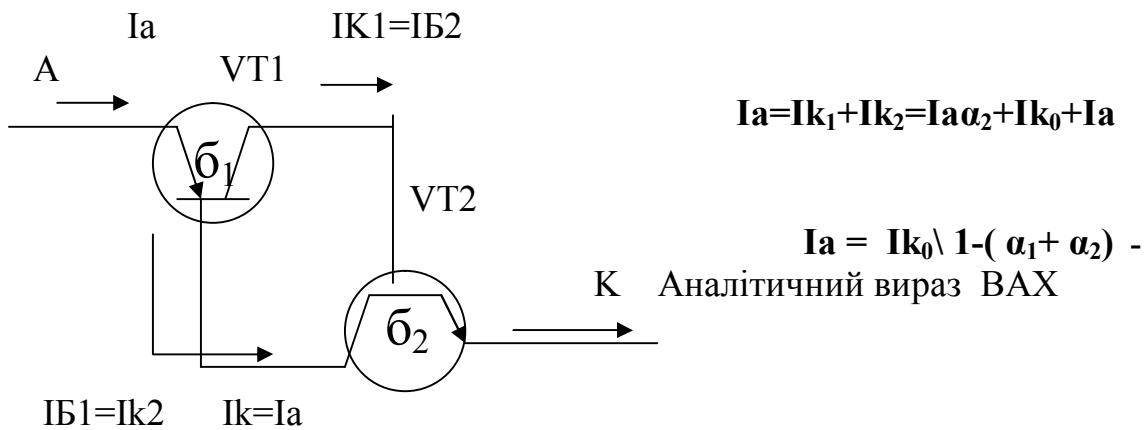 Ia
IK1=IБ2
A
VT1
Ia=Ik₁+Ik₂=Iaα₂+Ik₀+Ia
б₁
VT2
Ia = Ik₀\ 1-( α₁+ α₂) -
K Аналітичний вираз ВАХ
б₂
IБ1=Ik2 Ik=Ia